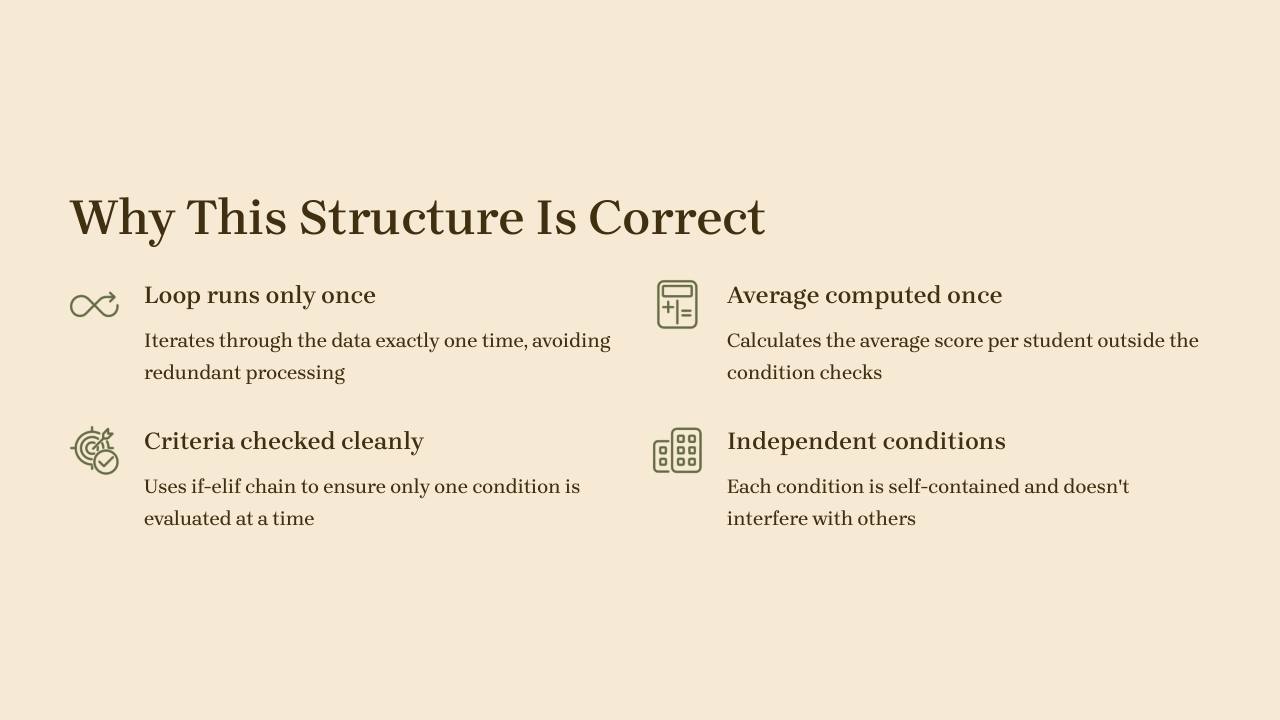 Why This Structure Is Correct
Loop runs only once
Iterates through the data exactly one time, avoiding
redundant processing
Average computed once
Calculates the average score per student outside the
condition checks
Criteria checked cleanly
Uses if-elif chain to ensure only one condition is
evaluated at a time
Independent conditions
Each condition is self-contained and doesn't
interfere with others